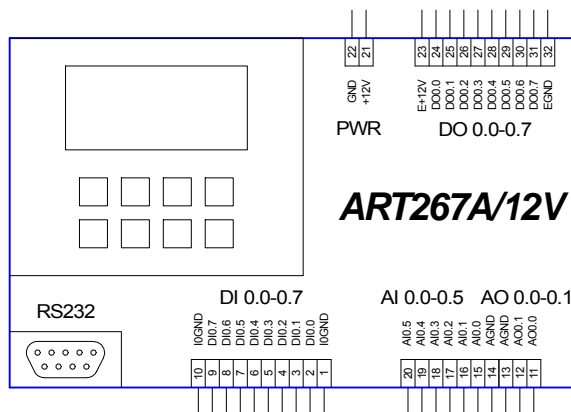 22 21 23 24 25 26 27 28 29 30 31 32
GND +12V E+12V DO0.0 DO0.1 DO0.2 DO0.3 DO0.4 DO0.5 DO0.6 DO0.7 EGND
PWR DO 0.0-0.7
ART267A/12V
RS232 DI 0.0-0.7 AI 0.0-0.5 AO 0.0-0.1
I0GND DI0.7 DI0.6 DI0.5 DI0.4 DI0.3 DI0.2 DI0.1 DI0.0 I0GND AI0.5 AI0.4 AI0.3 AI0.2 AI0.1 AI0.0 AGND AGND AO0.1 AO0.0
10 9 8 7 6 5 4 3 2 1 20 19 18 17 16 15 14 13 12 11